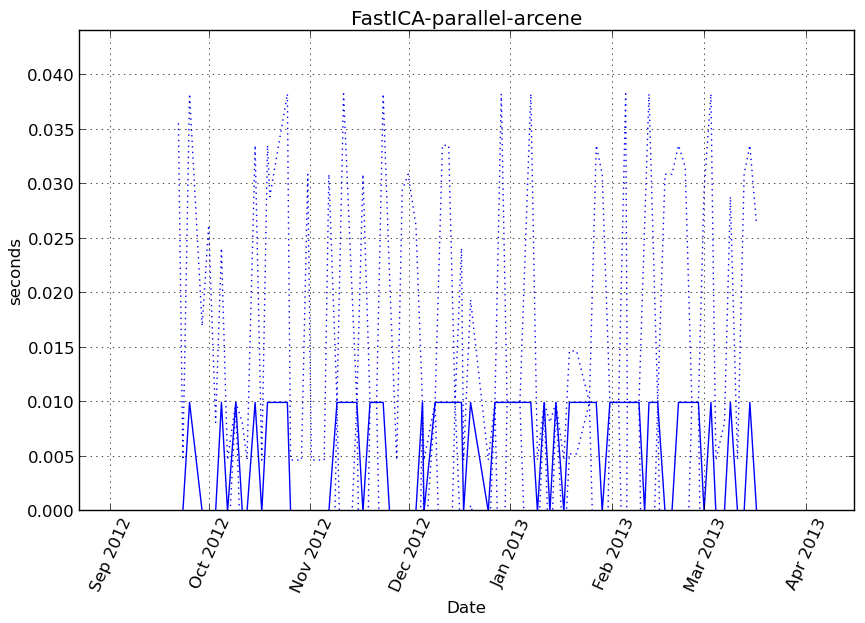 FastICA-parallel-arcene
0.040
0.035
0.030
0.025
0.020
0.015
0.010
0.005
0.000
seconds
Sep 2012
Oct 2012
Nov 2012
Dec 2012
Jan 2013
Feb 2013
Mar 2013
Apr 2013
Date